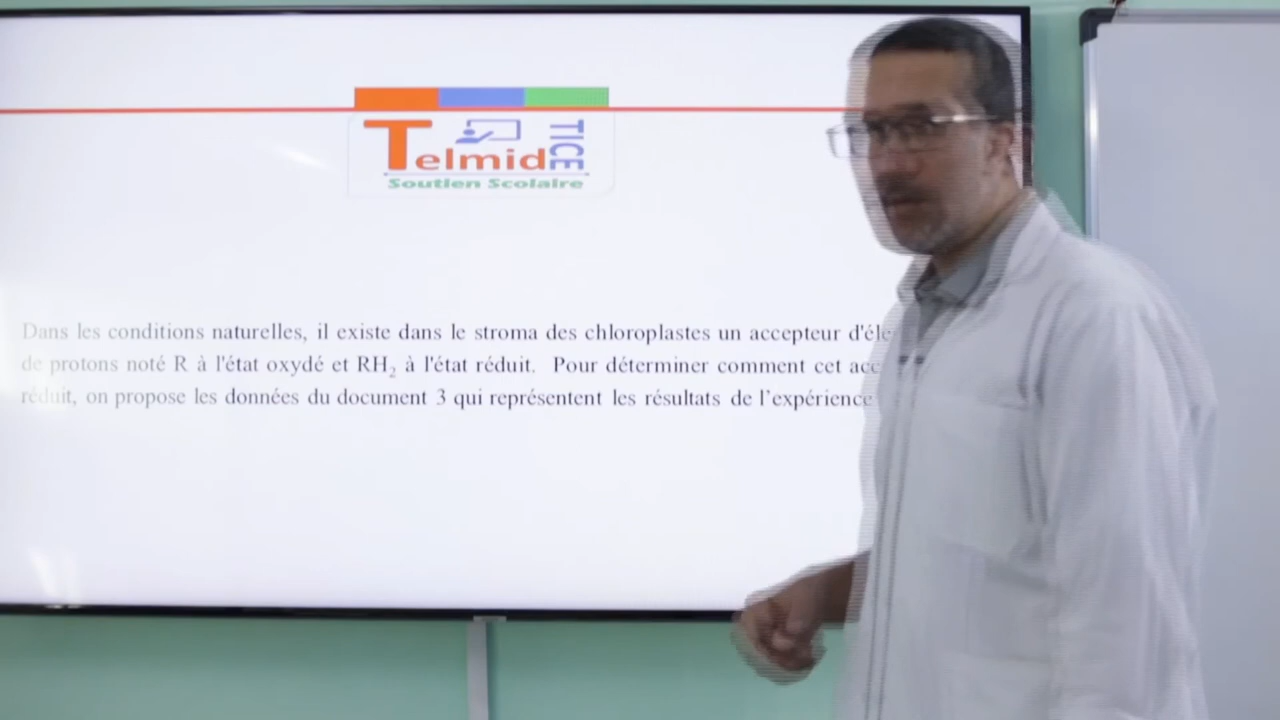 Telmid TICE
Soutien Scolaire
Dans les conditions naturelles, il existe dans le stroma des chloroplastes un accepteur
de protons noté R à l'état oxydé et RH₂ à l'état réduit. Pour déterminer comment cet
réduit, on propose les données du document 3 qui représentent les résultats de l'expérience